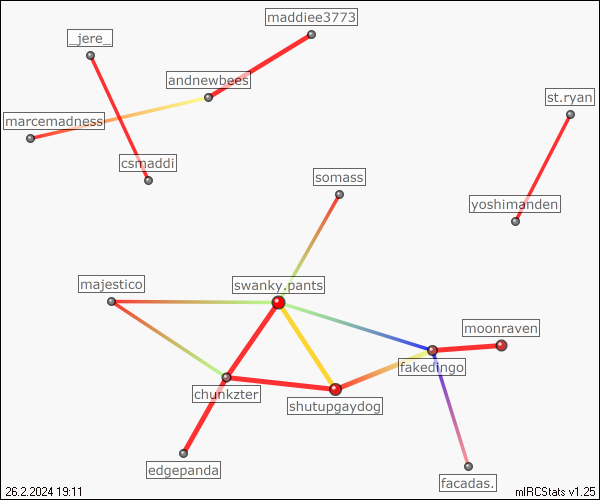 maddiee3773
_jere_
andnewbees
st.ryan
marcemadness
csmaddi
somass
yoshimanden
majestico
swanky.pants
moonraven
fakedingo
chunkzter
shutupgaydog
edgepanda
facadas.
26.2.2024 19:11
mIRCStats v1.25